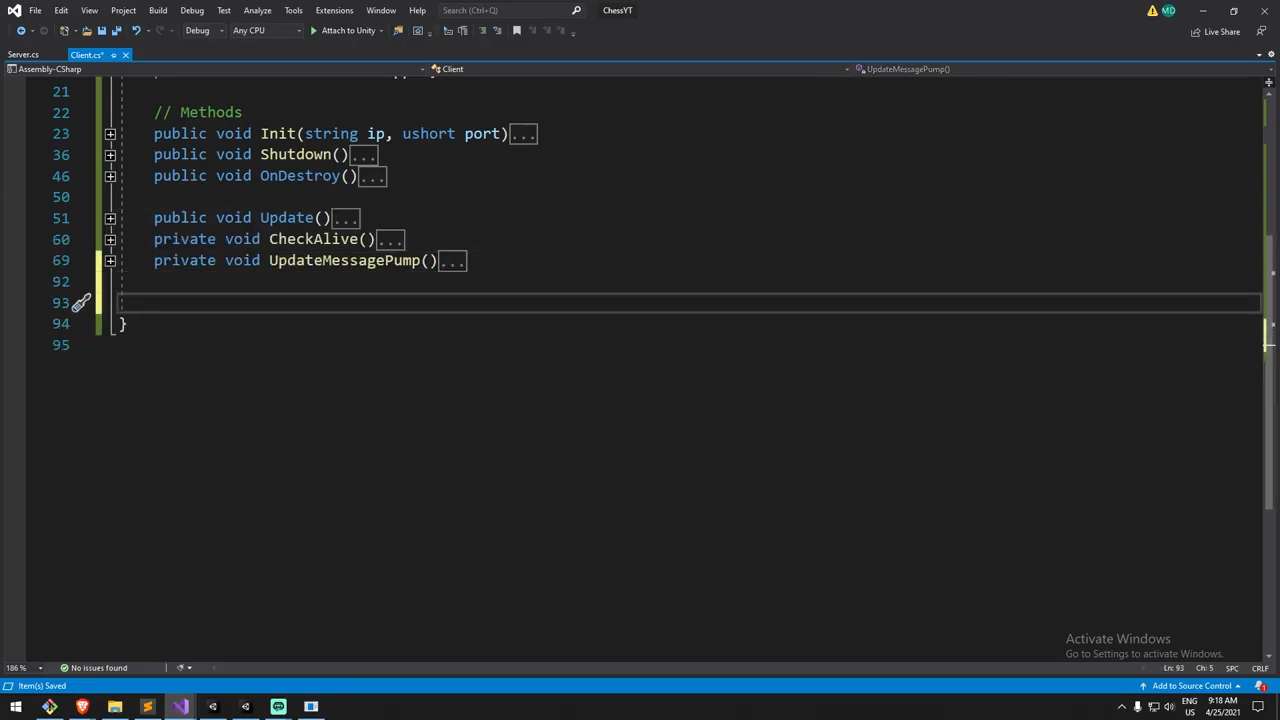 File Edit View Git Project Build Debug Test Analyze Tools Extensions Window Help Search (Ctrl+Q) ChessYT MD
Debug Any CPU Attach to Unity Live Share
Server.cs Client.cs*
Assembly-CSharp Client UpdateMessagePump()
21
22 // Methods
23 public void Init(string ip, ushort port)...
36 public void Shutdown()...
46 public void OnDestroy()...
50
51 public void Update()...
60 private void CheckAlive()...
69 private void UpdateMessagePump()...
92
93
94 }
95
Activate Windows
Go to Settings to activate Windows.
186 % No issues found Ln: 93 Ch: 5 SPC CRLF
Item(s) Saved Add to Source Control 1
ENG 9:18 AM
US 4/25/2021